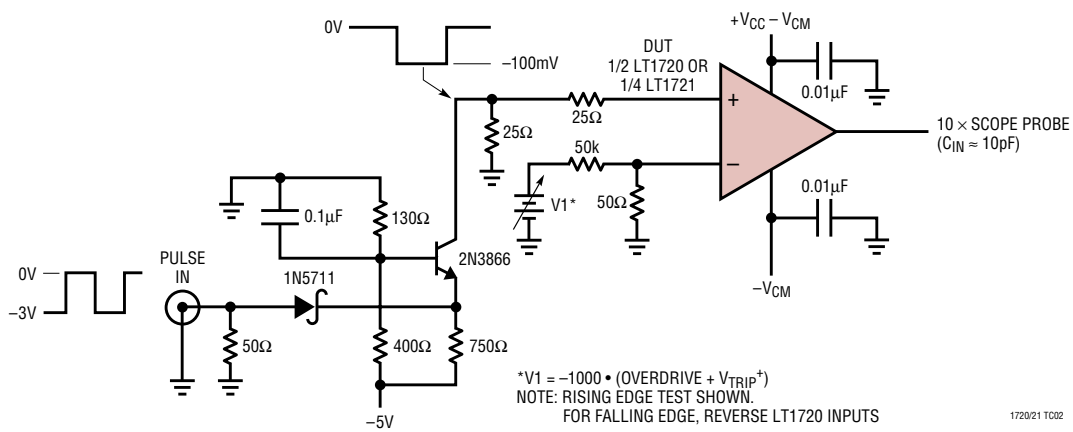 0V
–100mV
DUT
1/2 LT1720 OR
1/4 LT1721
+VCC – VCM
0.01µF
25Ω
25Ω
+
50k
–
10 × SCOPE PROBE
(CIN ≈ 10pF)
V1*
50Ω
0.01µF
0.1µF
130Ω
2N3866
–VCM
0V
–3V
PULSE
IN
1N5711
50Ω
400Ω
750Ω
–5V
*V1 = –1000 • (OVERDRIVE + VTRIP+)
NOTE: RISING EDGE TEST SHOWN.
FOR FALLING EDGE, REVERSE LT1720 INPUTS
1720/21 TC02